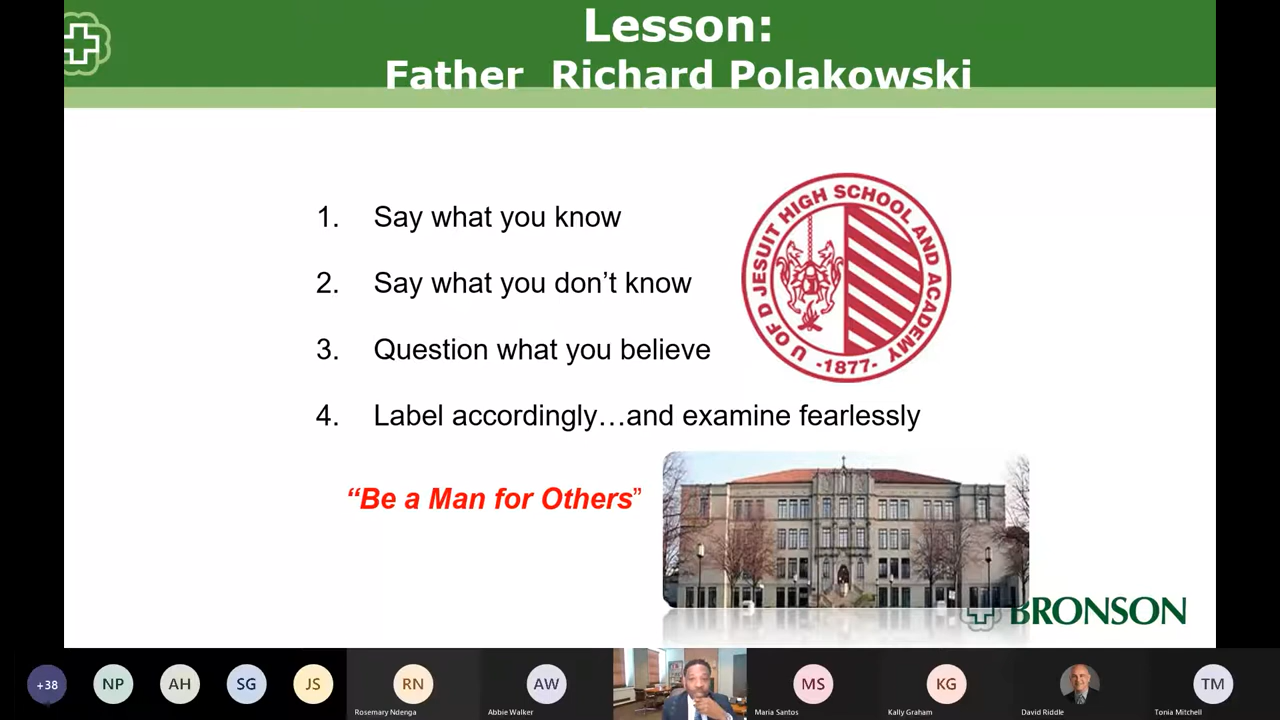 Lesson:
Father Richard Polakowski
1. Say what you know
2. Say what you don’t know
3. Question what you believe
4. Label accordingly…and examine fearlessly
“Be a Man for Others”
U OF D JESUIT HIGH SCHOOL AND ACADEMY
-1877-
BRONSON
+38
NP
AH
SG
JS
RN
AW
MS
KG
TM
Rosemary Ndenga
Abbie Walker
Maria Santos
Kally Graham
David Riddle
Tonia Mitchell